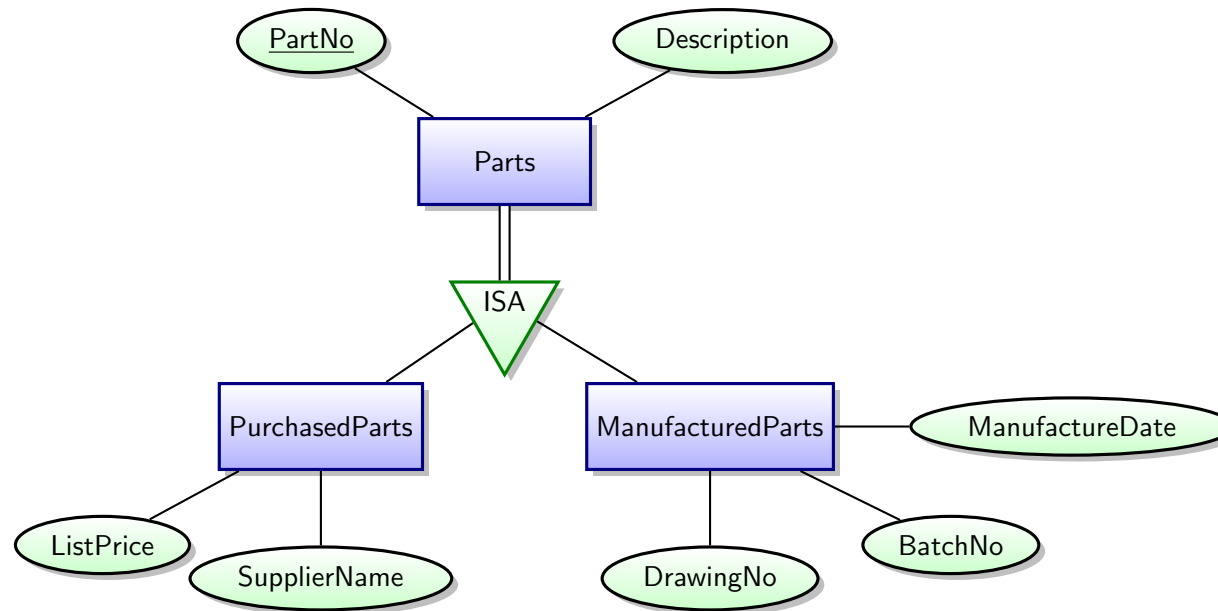 PartNo
Description
Parts
ISA
PurchasedParts
ManufacturedParts
ManufactureDate
ListPrice
SupplierName
DrawingNo
BatchNo